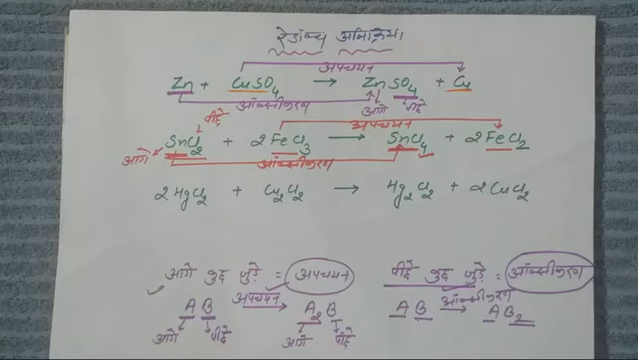 रेडॉक्स अभिक्रिया
अपचयन
Zn + CuSO₄ → ZnSO₄ + Cu
ऑक्सीकरण आगे पीछे
पीछे अपचयन
आगे SnCl₂ + 2FeCl₃ → SnCl₄ + 2FeCl₂
ऑक्सीकरण
2HgCl₂ + Cu₂Cl₂ → Hg₂Cl₂ + 2CuCl₂
आगे कुछ जुड़े = अपचयन पीछे कुछ जुड़े = ऑक्सीकरण
AB अपचयन → A₂B AB ऑक्सीकरण → AB₂
आगे पीछे आगे पीछे